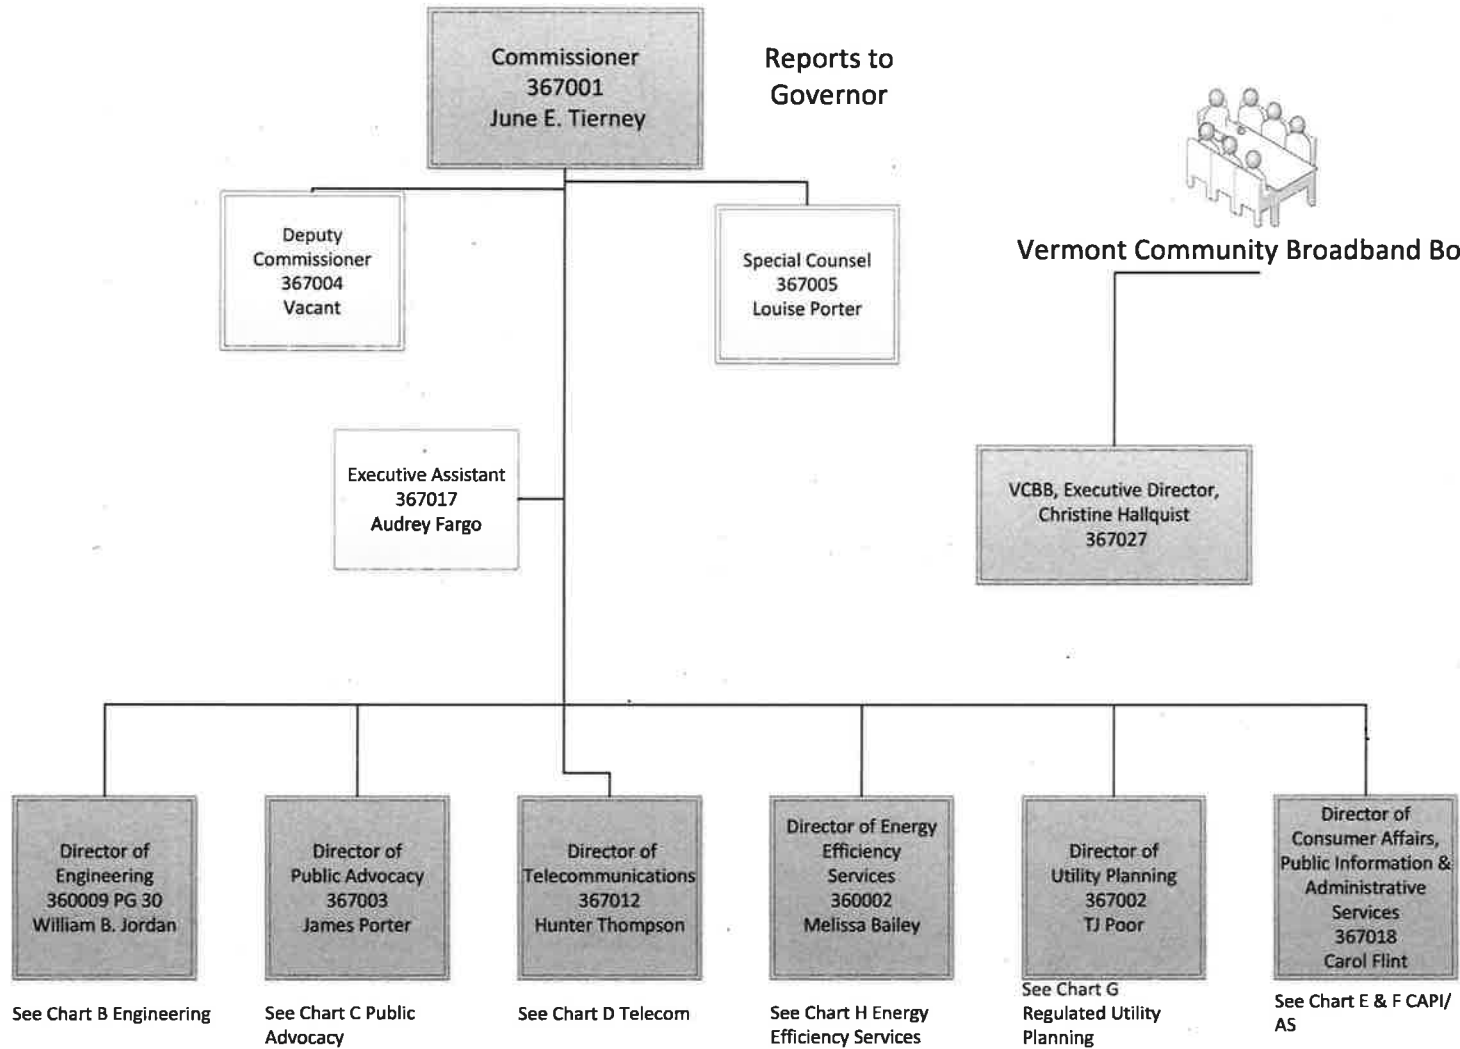 Commissioner
367001
June E. Tierney
Reports to
Governor
Deputy
Commissioner
367004
Vacant
Special Counsel
367005
Louise Porter
Vermont Community Broadband Bo
Executive Assistant
367017
Audrey Fargo
VCBB, Executive Director,
Christine Hallquist
367027
Director of
Engineering
360009 PG 30
William B. Jordan
See Chart B Engineering
Director of
Public Advocacy
367003
James Porter
See Chart C Public
Advocacy
Director of
Telecommunications
367012
Hunter Thompson
See Chart D Telecom
Director of Energy
Efficiency
Services
360002
Melissa Bailey
See Chart H Energy
Efficiency Services
Director of
Utility Planning
367002
TJ Poor
See Chart G
Regulated Utility
Planning
Director of
Consumer Affairs,
Public Information &
Administrative
Services
367018
Carol Flint
See Chart E & F CAPI/
AS